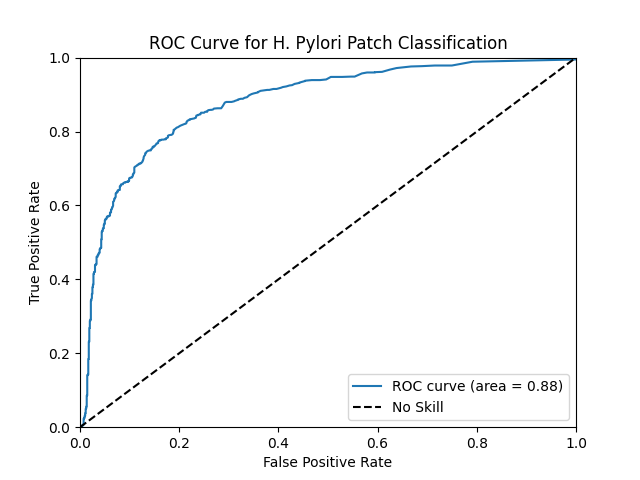 ROC Curve for H. Pylori Patch Classification
True Positive Rate
1.0
0.8
0.6
0.4
0.2
0.0
ROC curve (area = 0.88)
No Skill
0.0 0.2 0.4 0.6 0.8 1.0
False Positive Rate